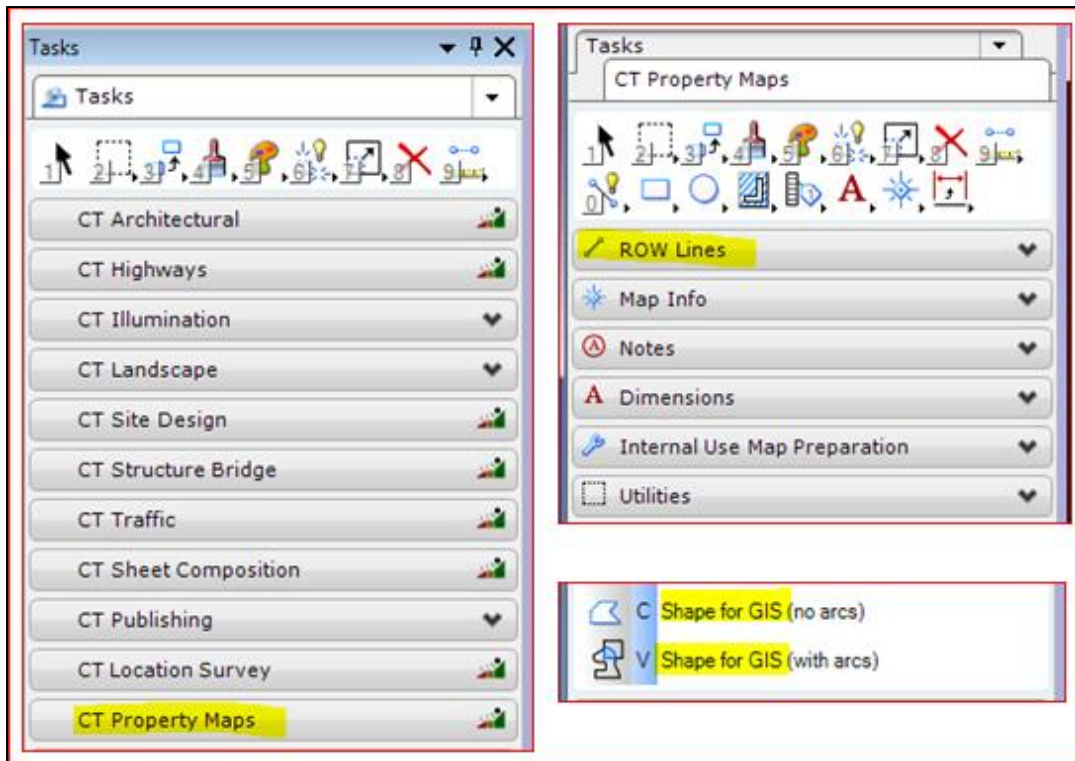 Tasks
Tasks
1 2 3 4 5 6 7 8 9
CT Architectural
CT Highways
CT Illumination
CT Landscape
CT Site Design
CT Structure Bridge
CT Traffic
CT Sheet Composition
CT Publishing
CT Location Survey
CT Property Maps
Tasks
CT Property Maps
1 2 3 4 5 6 7 8 9
0 1 A
ROW Lines
Map Info
A Notes
A Dimensions
Internal Use Map Preparation
Utilities
C Shape for GIS (no arcs)
V Shape for GIS (with arcs)